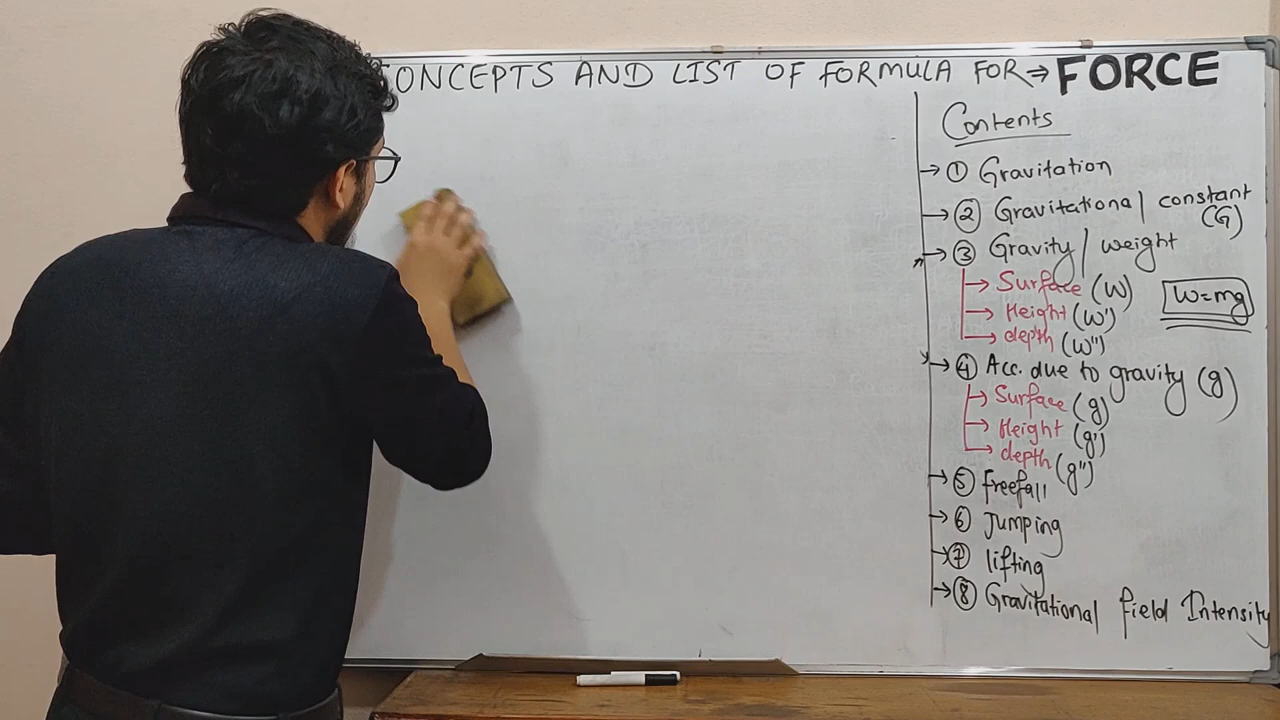 CONCEPTS AND LIST OF FORMULA FOR⇒ FORCE
Contents
→ ① Gravitation
→ ② Gravitational constant (G)
→ ③ Gravity / weight
→ Surface (W)
→ Height (W')
→ depth (W'')
W=mg
→ ④ Acc. due to gravity (g)
→ Surface (g)
→ Height (g')
→ depth (g'')
→ ⑤ freefall
→ ⑥ Jumping
→ ⑦ lifting
→ ⑧ Gravitational field Intensity